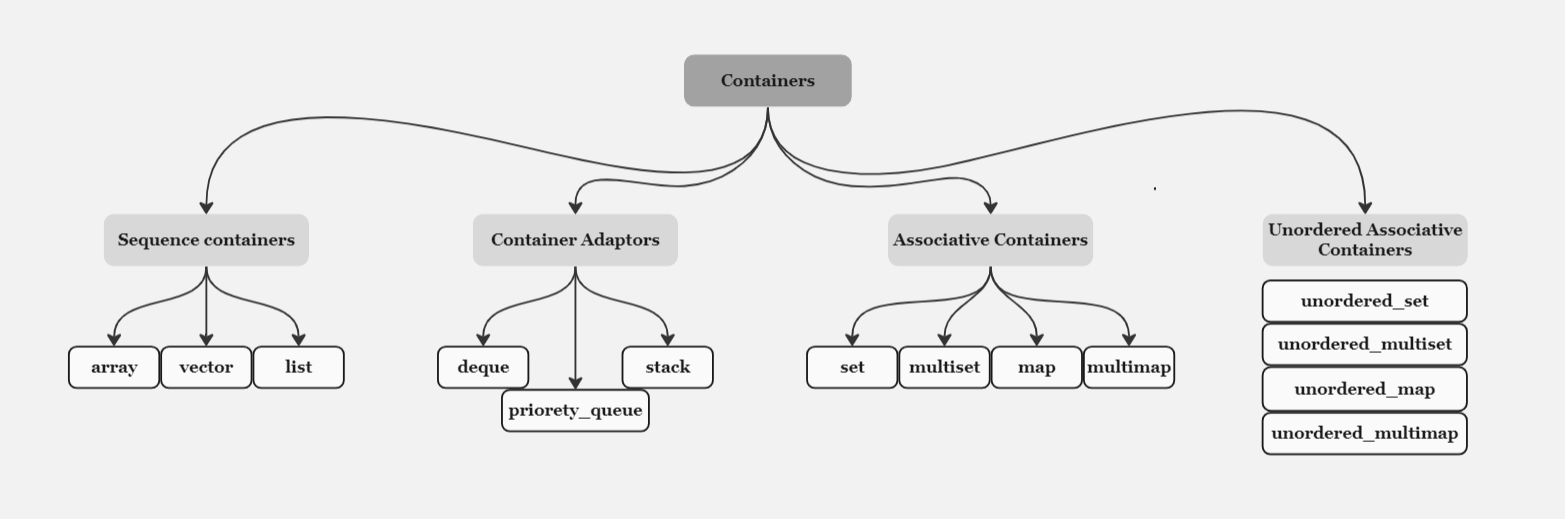 Containers
Sequence containers
Container Adaptors
Associative Containers
Unordered Associative
Containers
array
vector
list
deque
priorety_queue
stack
set
multiset
map
multimap
unordered_set
unordered_multiset
unordered_map
unordered_multimap